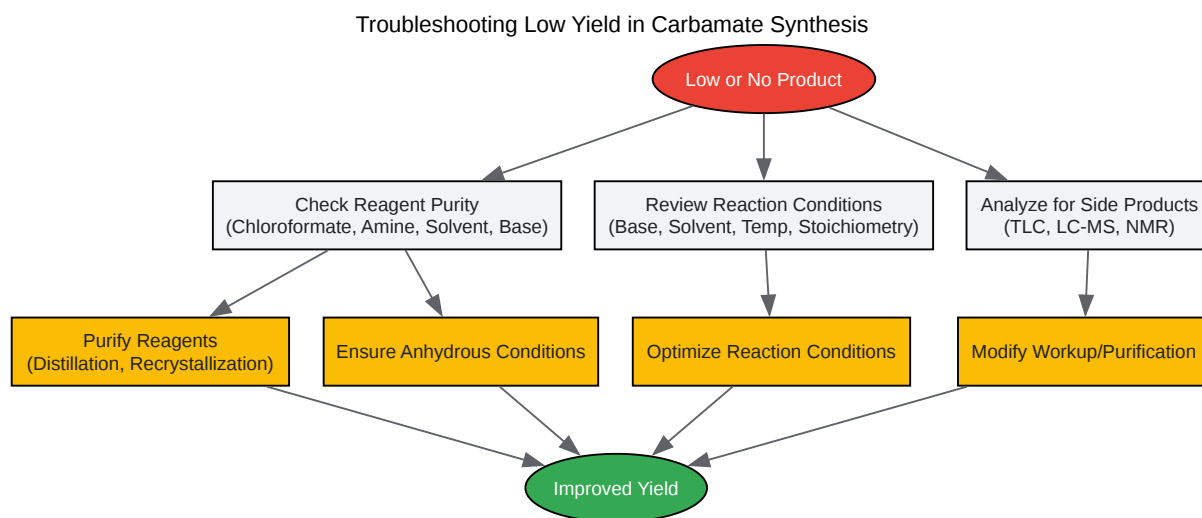 Troubleshooting Low Yield in Carbamate Synthesis
Low or No Product
Check Reagent Purity
(Chloroformate, Amine, Solvent, Base)
Review Reaction Conditions
(Base, Solvent, Temp, Stoichiometry)
Analyze for Side Products
(TLC, LC-MS, NMR)
Purify Reagents
(Distillation, Recrystallization)
Ensure Anhydrous Conditions
Optimize Reaction Conditions
Modify Workup/Purification
Improved Yield